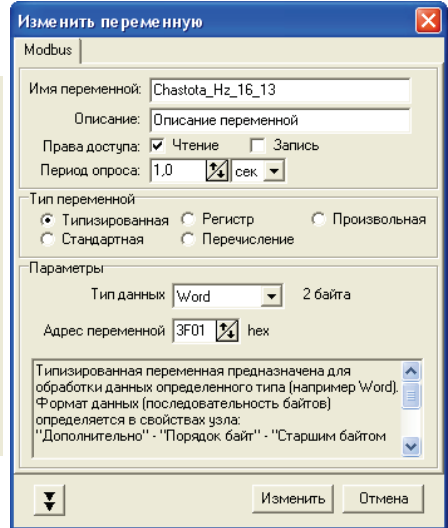 Изменить переменную
Modbus
Имя переменной: Chastota_Hz_16_13
Описание: Описание переменной
Права доступа: Чтение Запись
Период опроса: 1,0 сек
Тип переменной
Типизированная Регистр Произвольная
Стандартная Перечисление
Параметры
Тип данных Word 2 байта
Адрес переменной 3F01 hex
Типизированная переменная предназначена для
обработки данных определенного типа (например Word).
Формат данных (последовательность байтов)
определяется в свойствах узла:
"Дополнительно" - "Порядок байт" - "Старшим байтом
Изменить Отмена